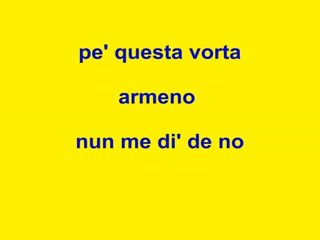 pe' questa vorta
armeno
nun me di' de no